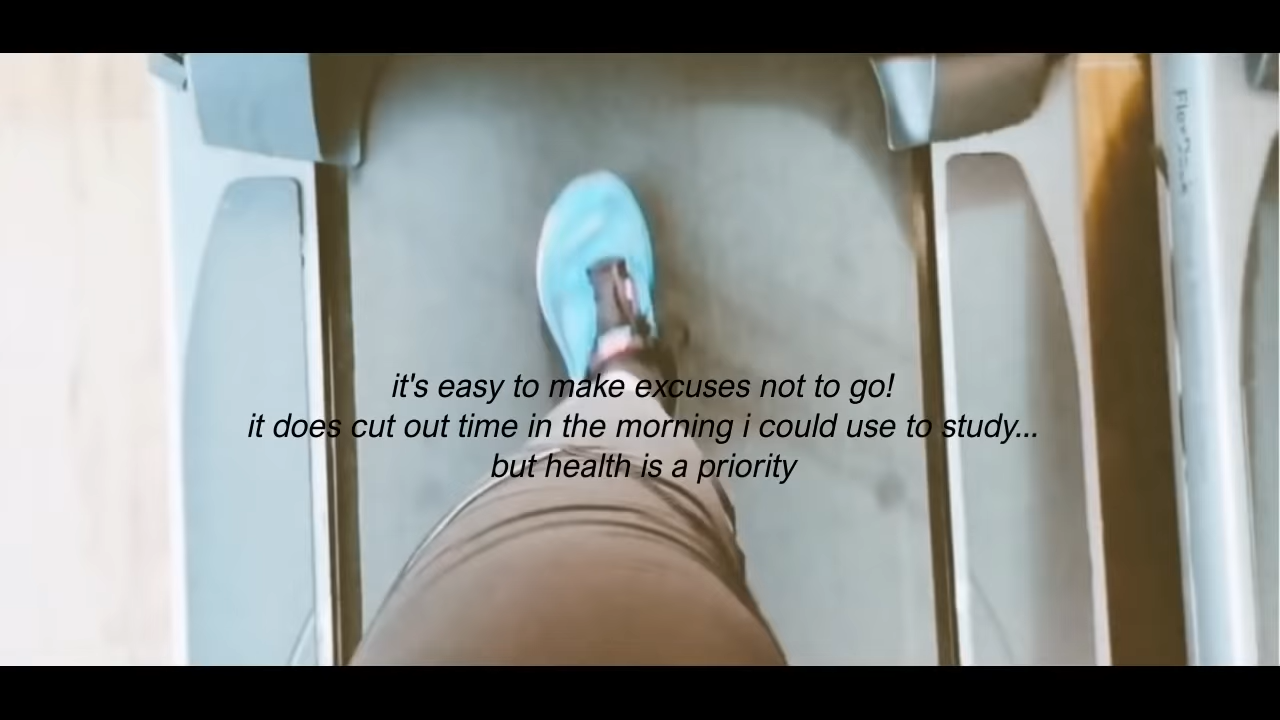 it's easy to make excuses not to go!
it does cut out time in the morning i could use to study...
but health is a priority